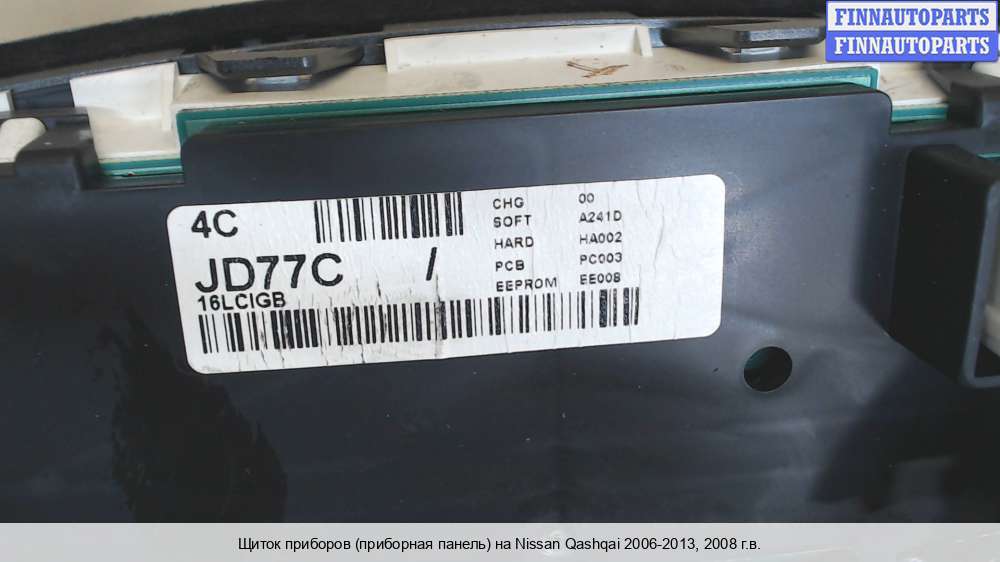 FINNAUTOPARTS
FINNAUTOPARTS
4C
JD77C /
16LCIGB
CHG 00
SOFT A241D
HARD HA002
PCB PC003
EEPROM EE008
Щиток приборов (приборная панель) на Nissan Qashqai 2006-2013, 2008 г.в.